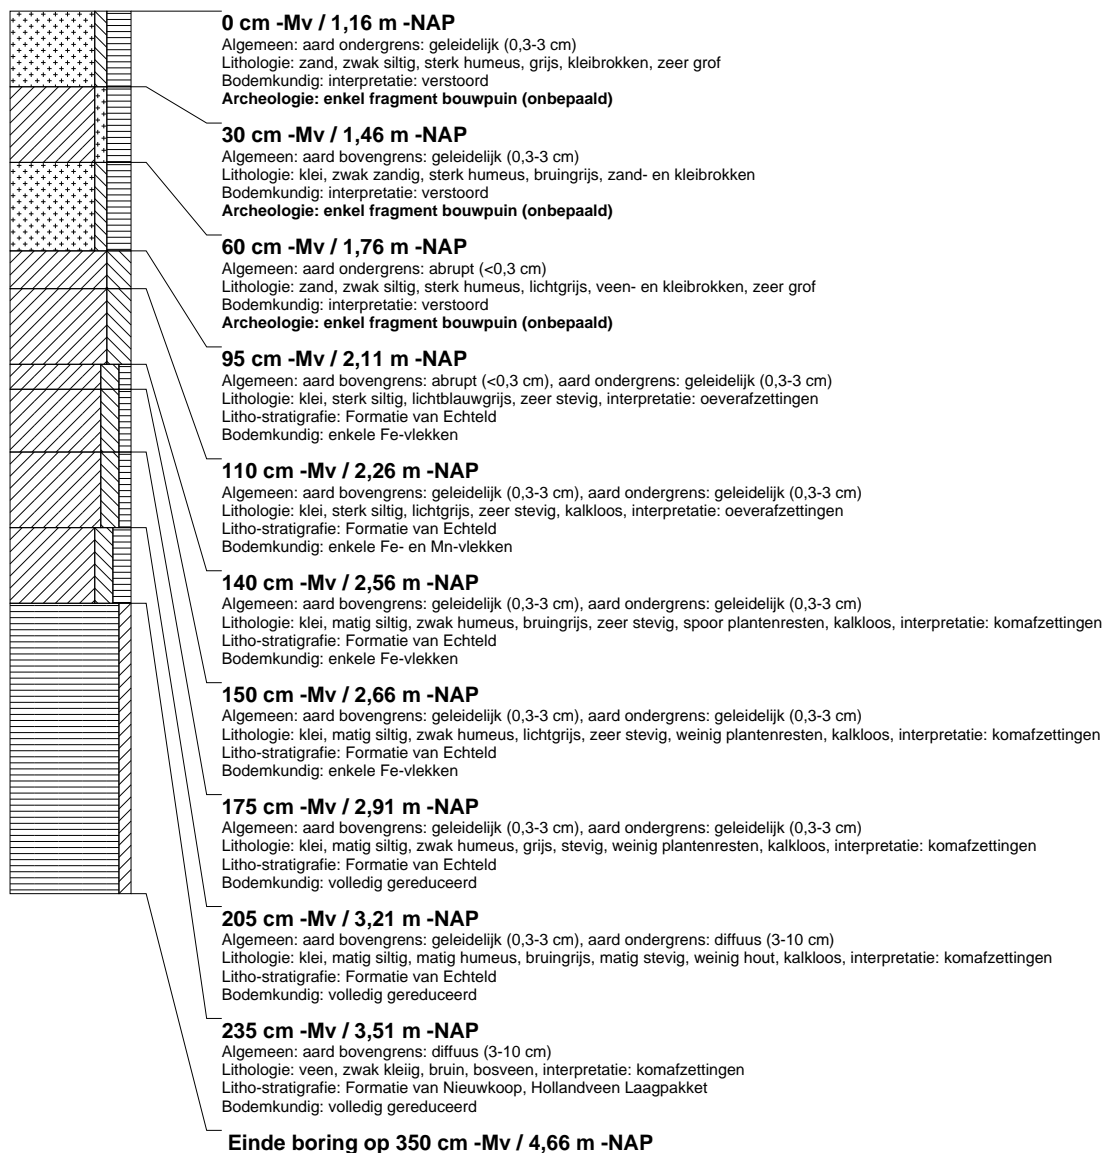 0 cm -Mv / 1,16 m -NAP
Algemeen: aard ondergrens: geleidelijk (0,3-3 cm)
Lithologie: zand, zwak siltig, sterk humeus, grijs, kleibrokken, zeer grof
Bodemkundig: interpretatie: verstoord
Archeologie: enkel fragment bouwpuin (onbepaald)
30 cm -Mv / 1,46 m -NAP
Algemeen: aard bovengrens: geleidelijk (0,3-3 cm)
Lithologie: klei, zwak zandig, sterk humeus, bruingrijs, zand- en kleibrokken
Bodemkundig: interpretatie: verstoord
Archeologie: enkel fragment bouwpuin (onbepaald)
60 cm -Mv / 1,76 m -NAP
Algemeen: aard ondergrens: abrupt (<0,3 cm)
Lithologie: zand, zwak siltig, sterk humeus, lichtgrijs, veen- en kleibrokken, zeer grof
Bodemkundig: interpretatie: verstoord
Archeologie: enkel fragment bouwpuin (onbepaald)
95 cm -Mv / 2,11 m -NAP
Algemeen: aard bovengrens: abrupt (<0,3 cm), aard ondergrens: geleidelijk (0,3-3 cm)
Lithologie: klei, sterk siltig, lichtblauwgrijs, zeer stevig, interpretatie: oeverafzettingen
Litho-stratigrafie: Formatie van Echteld
Bodemkundig: enkele Fe-vlekken
110 cm -Mv / 2,26 m -NAP
Algemeen: aard bovengrens: geleidelijk (0,3-3 cm), aard ondergrens: geleidelijk (0,3-3 cm)
Lithologie: klei, sterk siltig, lichtgrijs, zeer stevig, kalkloos, interpretatie: oeverafzettingen
Litho-stratigrafie: Formatie van Echteld
Bodemkundig: enkele Fe- en Mn-vlekken
140 cm -Mv / 2,56 m -NAP
Algemeen: aard bovengrens: geleidelijk (0,3-3 cm), aard ondergrens: geleidelijk (0,3-3 cm)
Lithologie: klei, matig siltig, zwak humeus, bruingrijs, zeer stevig, spoor plantenresten, kalkloos, interpretatie: komafzettingen
Litho-stratigrafie: Formatie van Echteld
Bodemkundig: enkele Fe-vlekken
150 cm -Mv / 2,66 m -NAP
Algemeen: aard bovengrens: geleidelijk (0,3-3 cm), aard ondergrens: geleidelijk (0,3-3 cm)
Lithologie: klei, matig siltig, zwak humeus, lichtgrijs, zeer stevig, weinig plantenresten, kalkloos, interpretatie: komafzettingen
Litho-stratigrafie: Formatie van Echteld
Bodemkundig: enkele Fe-vlekken
175 cm -Mv / 2,91 m -NAP
Algemeen: aard bovengrens: geleidelijk (0,3-3 cm), aard ondergrens: geleidelijk (0,3-3 cm)
Lithologie: klei, matig siltig, zwak humeus, grijs, stevig, weinig plantenresten, kalkloos, interpretatie: komafzettingen
Litho-stratigrafie: Formatie van Echteld
Bodemkundig: volledig gereduceerd
205 cm -Mv / 3,21 m -NAP
Algemeen: aard bovengrens: geleidelijk (0,3-3 cm), aard ondergrens: diffuus (3-10 cm)
Lithologie: klei, matig siltig, matig humeus, bruingrijs, matig stevig, weinig hout, kalkloos, interpretatie: komafzettingen
Litho-stratigrafie: Formatie van Echteld
Bodemkundig: volledig gereduceerd
235 cm -Mv / 3,51 m -NAP
Algemeen: aard bovengrens: diffuus (3-10 cm)
Lithologie: veen, zwak kleiig, bruin, bosveen, interpretatie: komafzettingen
Litho-stratigrafie: Formatie van Nieuwkoop, Hollandveen Laagpakket
Bodemkundig: volledig gereduceerd
Einde boring op 350 cm -Mv / 4,66 m -NAP